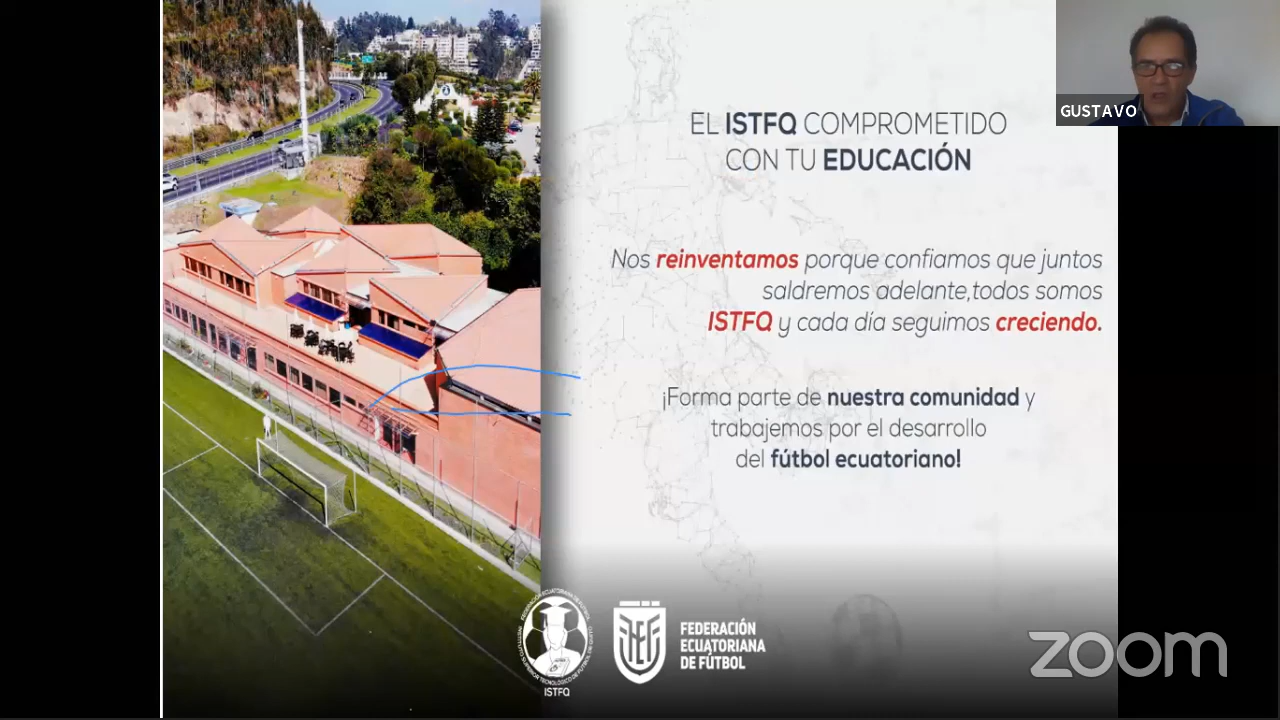 GUSTAVO
EL ISTFQ COMPROMETIDO
CON TU EDUCACIÓN
Nos reinventamos porque confiamos que juntos
saldremos adelante,todos somos
ISTFQ y cada día seguimos creciendo.
¡Forma parte de nuestra comunidad y
trabajemos por el desarrollo
del fútbol ecuatoriano!
FEDERACIÓN
ECUATORIANA
DE FÚTBOL
ISTFQ
zoom